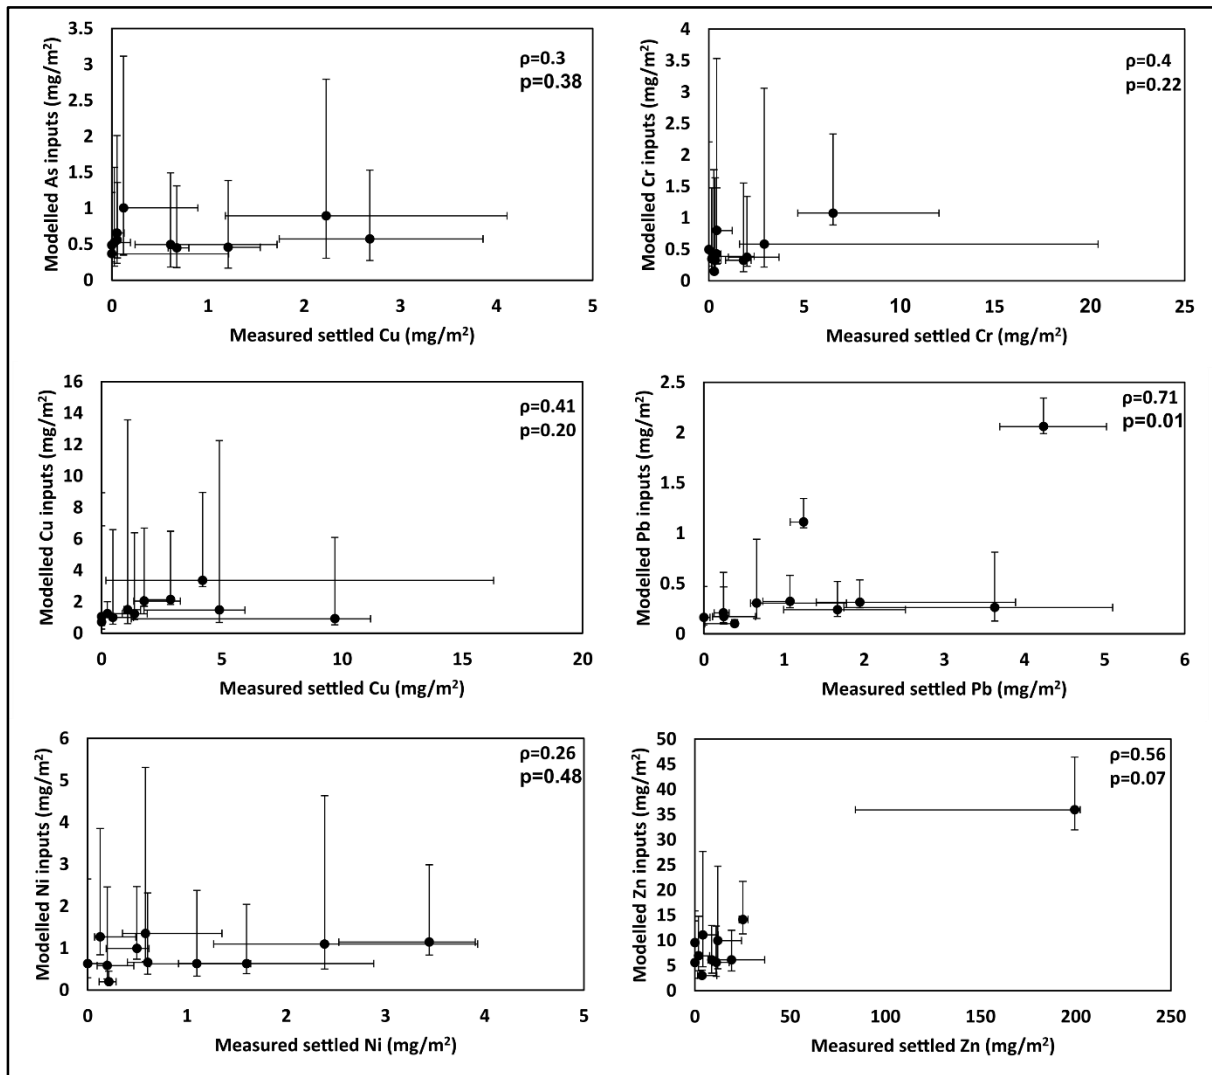 3.5
3
2.5
2
1.5
1
0.5
0
Modelled As inputs (mg/m²)
ρ=0.3
p=0.38
0 1 2 3 4 5
Measured settled Cu (mg/m²)
4
3.5
3
2.5
2
1.5
1
0.5
0
Modelled Cr inputs (mg/m²)
ρ=0.4
p=0.22
0 5 10 15 20 25
Measured settled Cr (mg/m²)
16
14
12
10
8
6
4
2
0
Modelled Cu inputs (mg/m²)
ρ=0.41
p=0.20
0 5 10 15 20
Measured settled Cu (mg/m²)
2.5
2
1.5
1
0.5
0
Modelled Pb inputs (mg/m²)
ρ=0.71
p=0.01
0 1 2 3 4 5 6
Measured settled Pb (mg/m²)
6
5
4
3
2
1
0
Modelled Ni inputs (mg/m²)
ρ=0.26
p=0.48
0 1 2 3 4 5
Measured settled Ni (mg/m²)
50
45
40
35
30
25
20
15
10
5
0
Modelled Zn inputs (mg/m²)
ρ=0.56
p=0.07
0 50 100 150 200 250
Measured settled Zn (mg/m²)